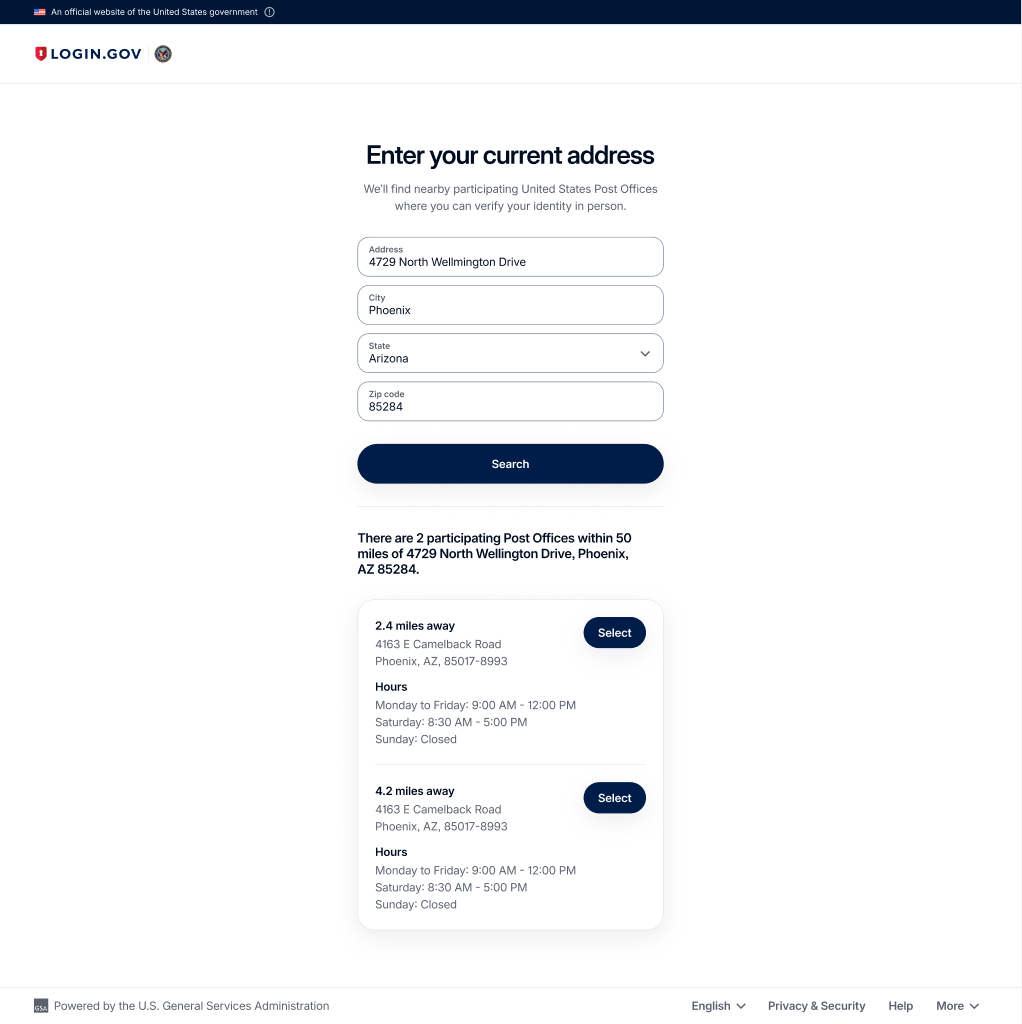 An official website of the United States government
LOGIN.GOV
Enter your current address
We'll find nearby participating United States Post Offices
where you can verify your identity in person.
Address
4729 North Wellmington Drive
City
Phoenix
State
Arizona
Zip code
85284
Search
There are 2 participating Post Offices within 50
miles of 4729 North Wellington Drive, Phoenix,
AZ 85284.
2.4 miles away
Select
4163 E Camelback Road
Phoenix, AZ, 85017-8993
Hours
Monday to Friday: 9:00 AM - 12:00 PM
Saturday: 8:30 AM - 5:00 PM
Sunday: Closed
4.2 miles away
Select
4163 E Camelback Road
Phoenix, AZ, 85017-8993
Hours
Monday to Friday: 9:00 AM - 12:00 PM
Saturday: 8:30 AM - 5:00 PM
Sunday: Closed
GSA Powered by the U.S. General Services Administration
English
Privacy & Security
Help
More